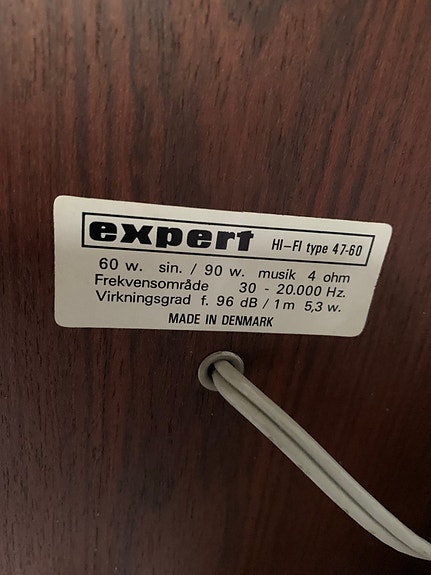 expert HI-FI type 47-60
60 w. sin. / 90 w. musik 4 ohm
Frekvensområde 30 - 20.000 Hz.
Virkningsgrad f. 96 dB / 1 m 5,3 w.
MADE IN DENMARK